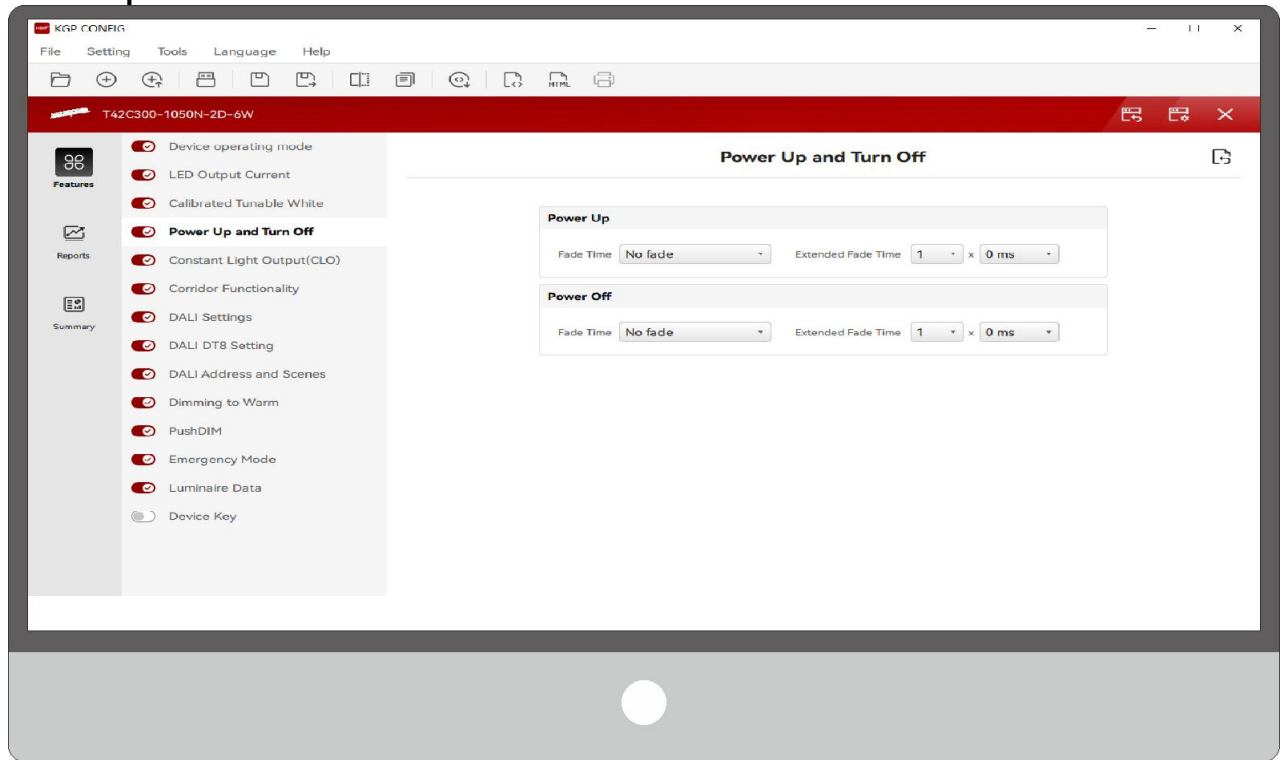 KGP CONFIG
File Setting Tools Language Help
HTML
T42C300-1050N-2D-6W
Features
Reports
Summary
Device operating mode
LED Output Current
Calibrated Tunable White
Power Up and Turn Off
Constant Light Output(CLO)
Corridor Functionality
DALI Settings
DALI DT8 Setting
DALI Address and Scenes
Dimming to Warm
PushDIM
Emergency Mode
Luminaire Data
Device Key
Power Up and Turn Off
Power Up
Fade Time No fade Extended Fade Time 1 x 0 ms
Power Off
Fade Time No fade Extended Fade Time 1 x 0 ms